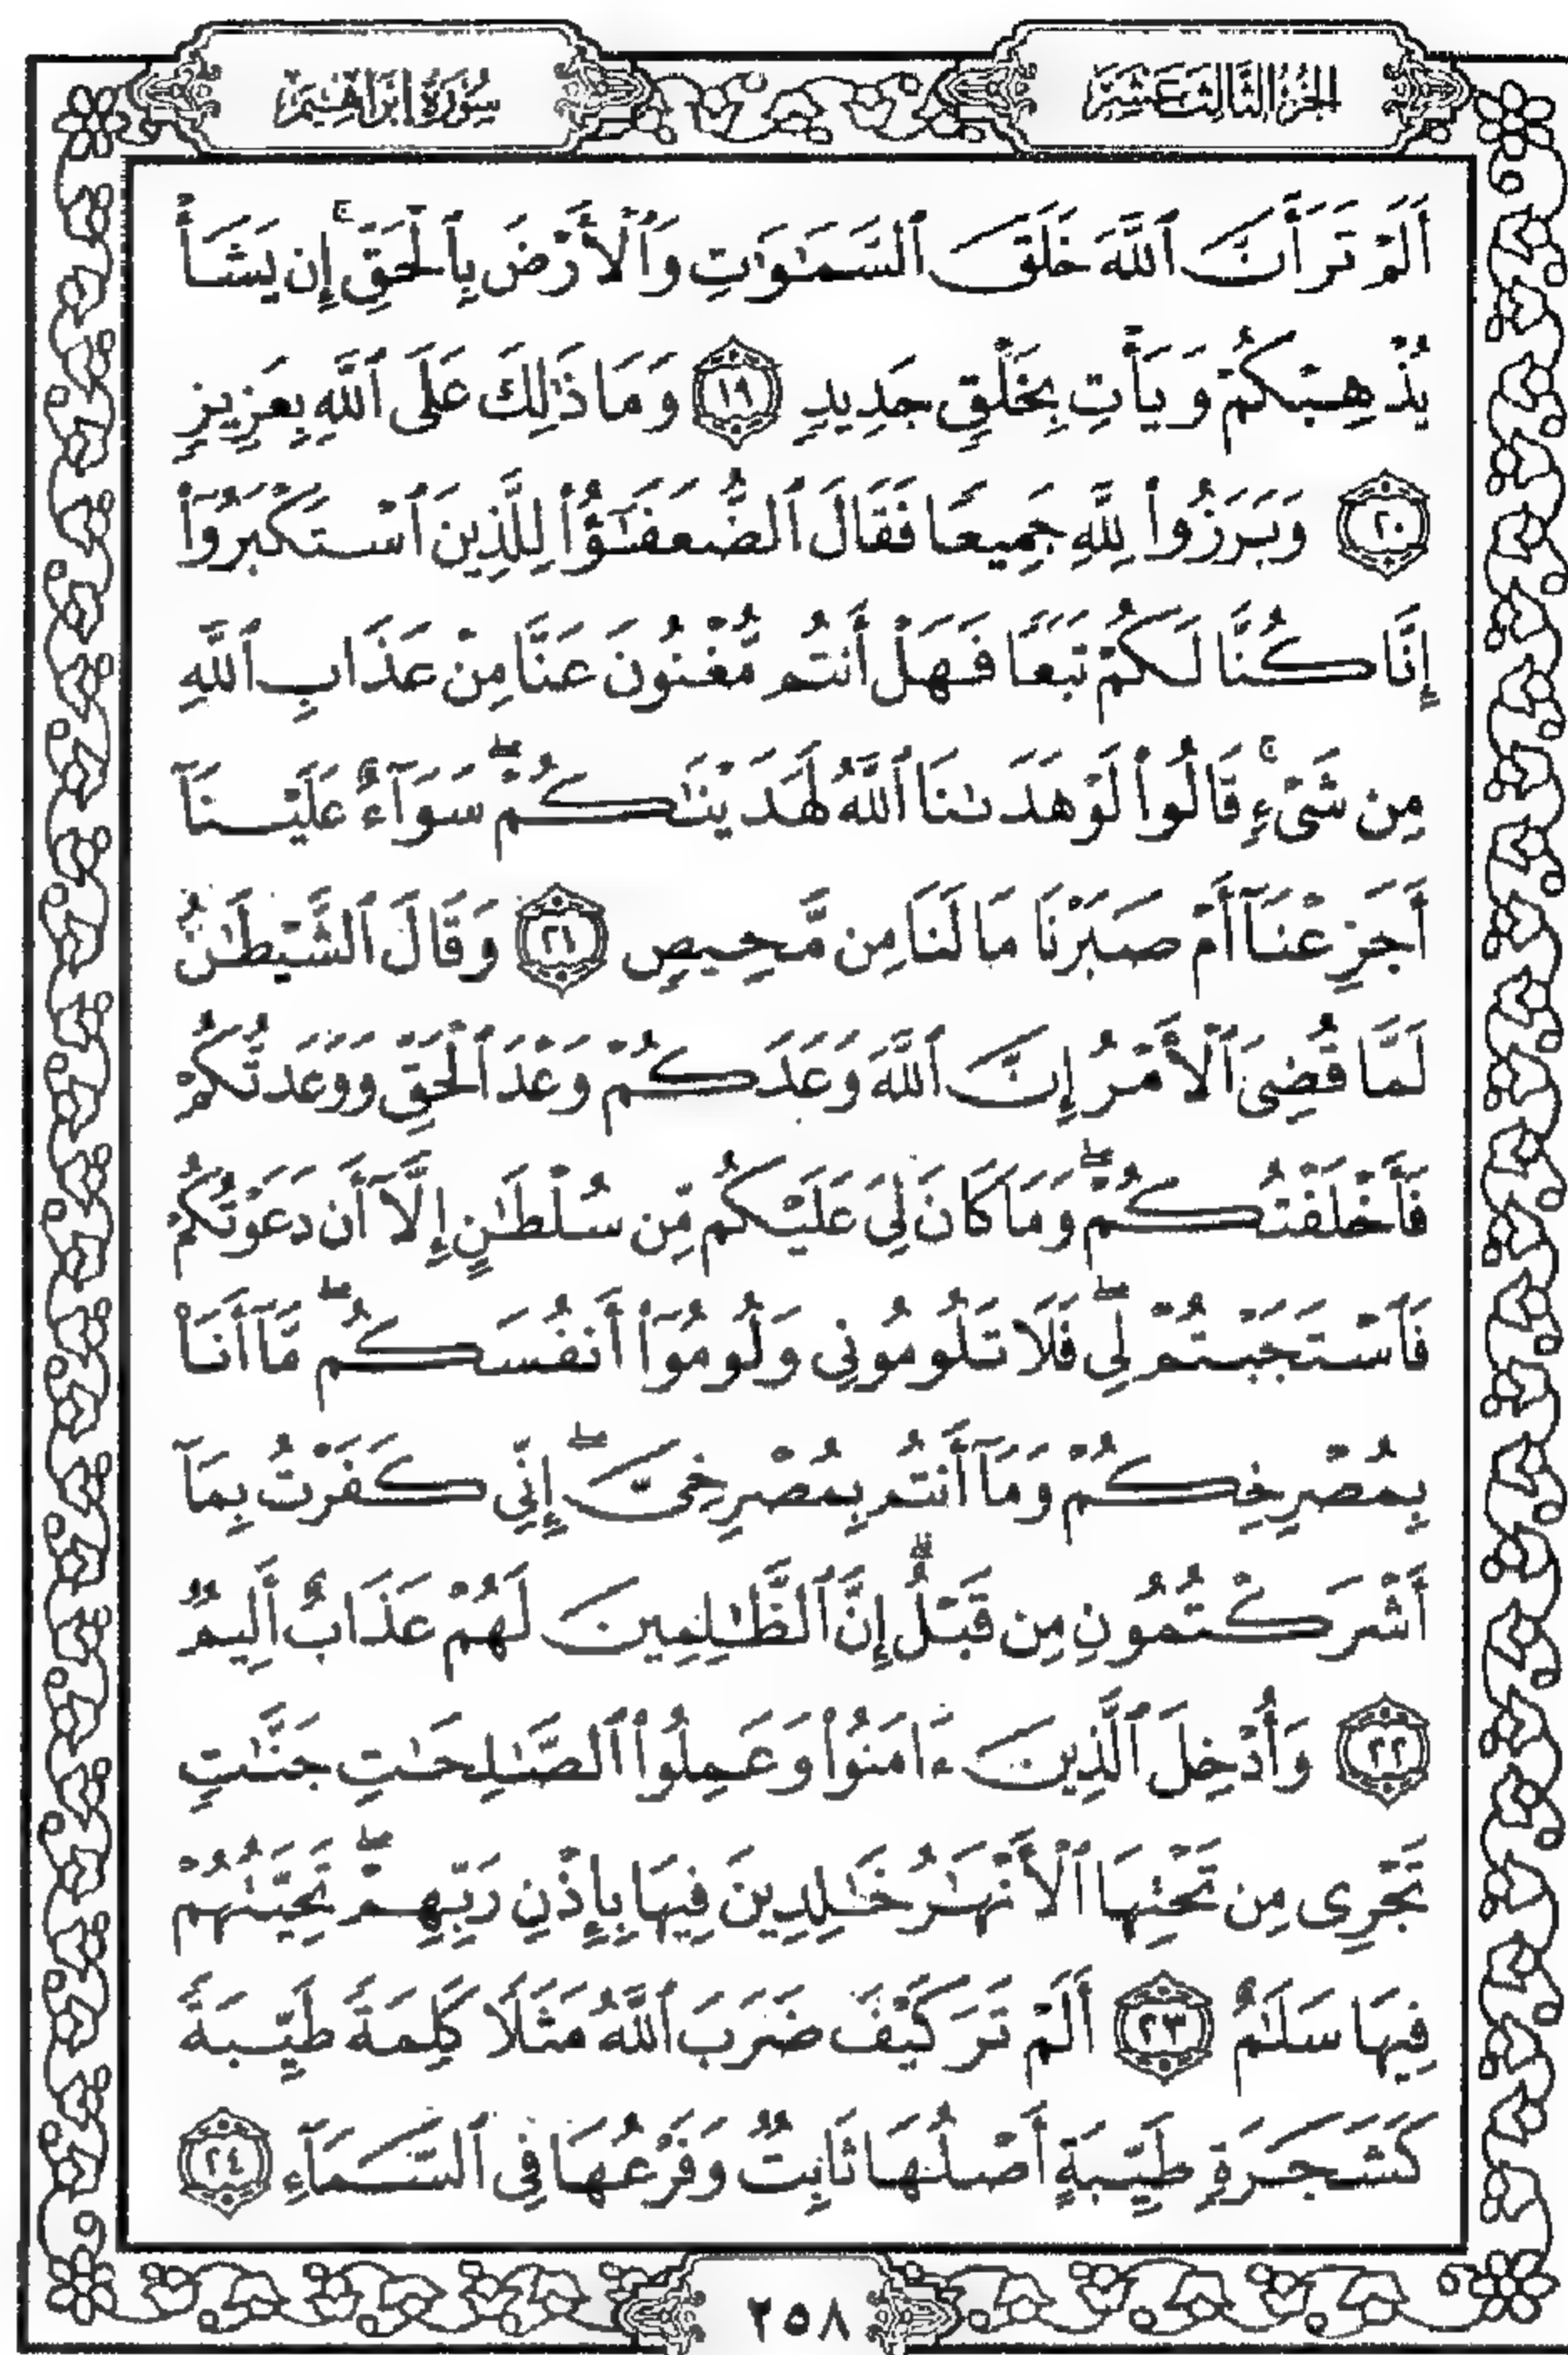 الجزء الثالث عشر
سورة إبراهيم
أَلَمْ تَرَ أَنَّ ٱللَّهَ خَلَقَ ٱلسَّمَٰوَٰتِ وَٱلْأَرْضَ بِٱلْحَقِّ ۚ إِن يَشَأْ
يُذْهِبْكُمْ وَيَأْتِ بِخَلْقٍ جَدِيدٍ ١٩ وَمَا ذَٰلِكَ عَلَى ٱللَّهِ بِعَزِيزٍ
٢٠ وَبَرَزُوا۟ لِلَّهِ جَمِيعًا فَقَالَ ٱلضُّعَفَٰٓؤُا۟ لِلَّذِينَ ٱسْتَكْبَرُوٓا۟
إِنَّا كُنَّا لَكُمْ تَبَعًا فَهَلْ أَنتُم مُّغْنُونَ عَنَّا مِنْ عَذَابِ ٱللَّهِ
مِن شَىْءٍ ۚ قَالُوا۟ لَوْ هَدَىٰنَا ٱللَّهُ لَهَدَيْنَٰكُمْ ۖ سَوَآءٌ عَلَيْنَآ
أَجَزِعْنَآ أَمْ صَبَرْنَا مَا لَنَا مِن مَّحِيصٍ ٢١ وَقَالَ ٱلشَّيْطَٰنُ
لَمَّا قُضِىَ ٱلْأَمْرُ إِنَّ ٱللَّهَ وَعَدَكُمْ وَعْدَ ٱلْحَقِّ وَوَعَدتُّكُمْ
فَأَخْلَفْتُكُمْ ۖ وَمَا كَانَ لِىَ عَلَيْكُم مِّن سُلْطَٰنٍ إِلَّآ أَن دَعَوْتُكُمْ
فَٱسْتَجَبْتُمْ لِى ۖ فَلَا تَلُومُونِى وَلُومُوٓا۟ أَنفُسَكُم ۖ مَّآ أَنَا۠
بِمُصْرِخِكُمْ وَمَآ أَنتُم بِمُصْرِخِىَّ ۖ إِنِّى كَفَرْتُ بِمَآ
أَشْرَكْتُمُونِ مِن قَبْلُ ۗ إِنَّ ٱلظَّٰلِمِينَ لَهُمْ عَذَابٌ أَلِيمٌ
٢٢ وَأُدْخِلَ ٱلَّذِينَ ءَامَنُوا۟ وَعَمِلُوا۟ ٱلصَّٰلِحَٰتِ جَنَّٰتٍ
تَجْرِى مِن تَحْتِهَا ٱلْأَنْهَٰرُ خَٰلِدِينَ فِيهَا بِإِذْنِ رَبِّهِمْ ۖ تَحِيَّتُهُمْ
فِيهَا سَلَٰمٌ ٢٣ أَلَمْ تَرَ كَيْفَ ضَرَبَ ٱللَّهُ مَثَلًا كَلِمَةً طَيِّبَةً
كَشَجَرَةٍ طَيِّبَةٍ أَصْلُهَا ثَابِتٌ وَفَرْعُهَا فِى ٱلسَّمَآءِ ٢٤
٢٥٨